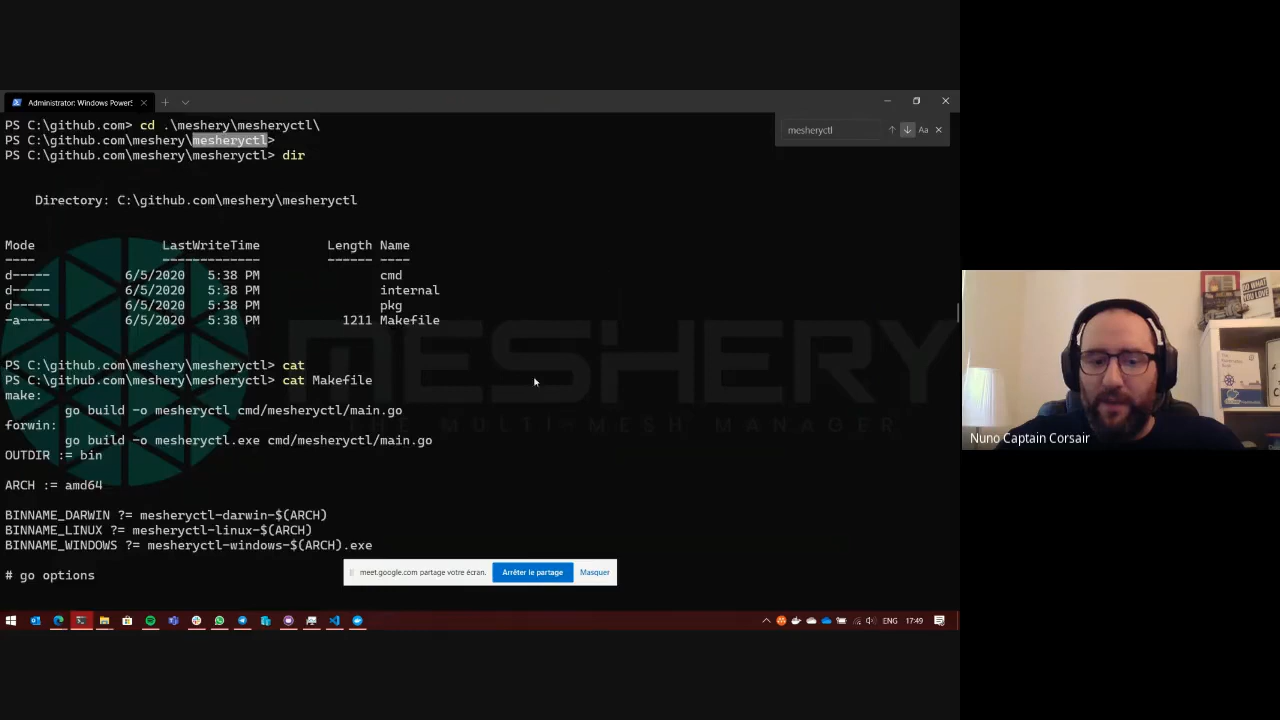 Administrator: Windows PowerS
PS C:\github.com> cd .\meshery\mesheryctl\
PS C:\github.com\meshery\mesheryctl>
PS C:\github.com\meshery\mesheryctl> dir
mesheryctl
Aa
Directory: C:\github.com\meshery\mesheryctl
Mode LastWriteTime Length Name
---- ------------- ------ ----
d----- 6/5/2020 5:38 PM cmd
d----- 6/5/2020 5:38 PM internal
d----- 6/5/2020 5:38 PM pkg
-a---- 6/5/2020 5:38 PM 1211 Makefile
MESHERY
THE MULTI-MESH MANAGER
PS C:\github.com\meshery\mesheryctl> cat
PS C:\github.com\meshery\mesheryctl> cat Makefile
make:
go build -o mesheryctl cmd/mesheryctl/main.go
forwin:
go build -o mesheryctl.exe cmd/mesheryctl/main.go
OUTDIR := bin
ARCH := amd64
BINNAME_DARWIN ?= mesheryctl-darwin-$(ARCH)
BINNAME_LINUX ?= mesheryctl-linux-$(ARCH)
BINNAME_WINDOWS ?= mesheryctl-windows-$(ARCH).exe
# go options
meet.google.com partage votre écran.
Arrêter le partage
Masquer
ENG
17:49
DO WHAT
YOU
LOVE
Nuno Captain Corsair